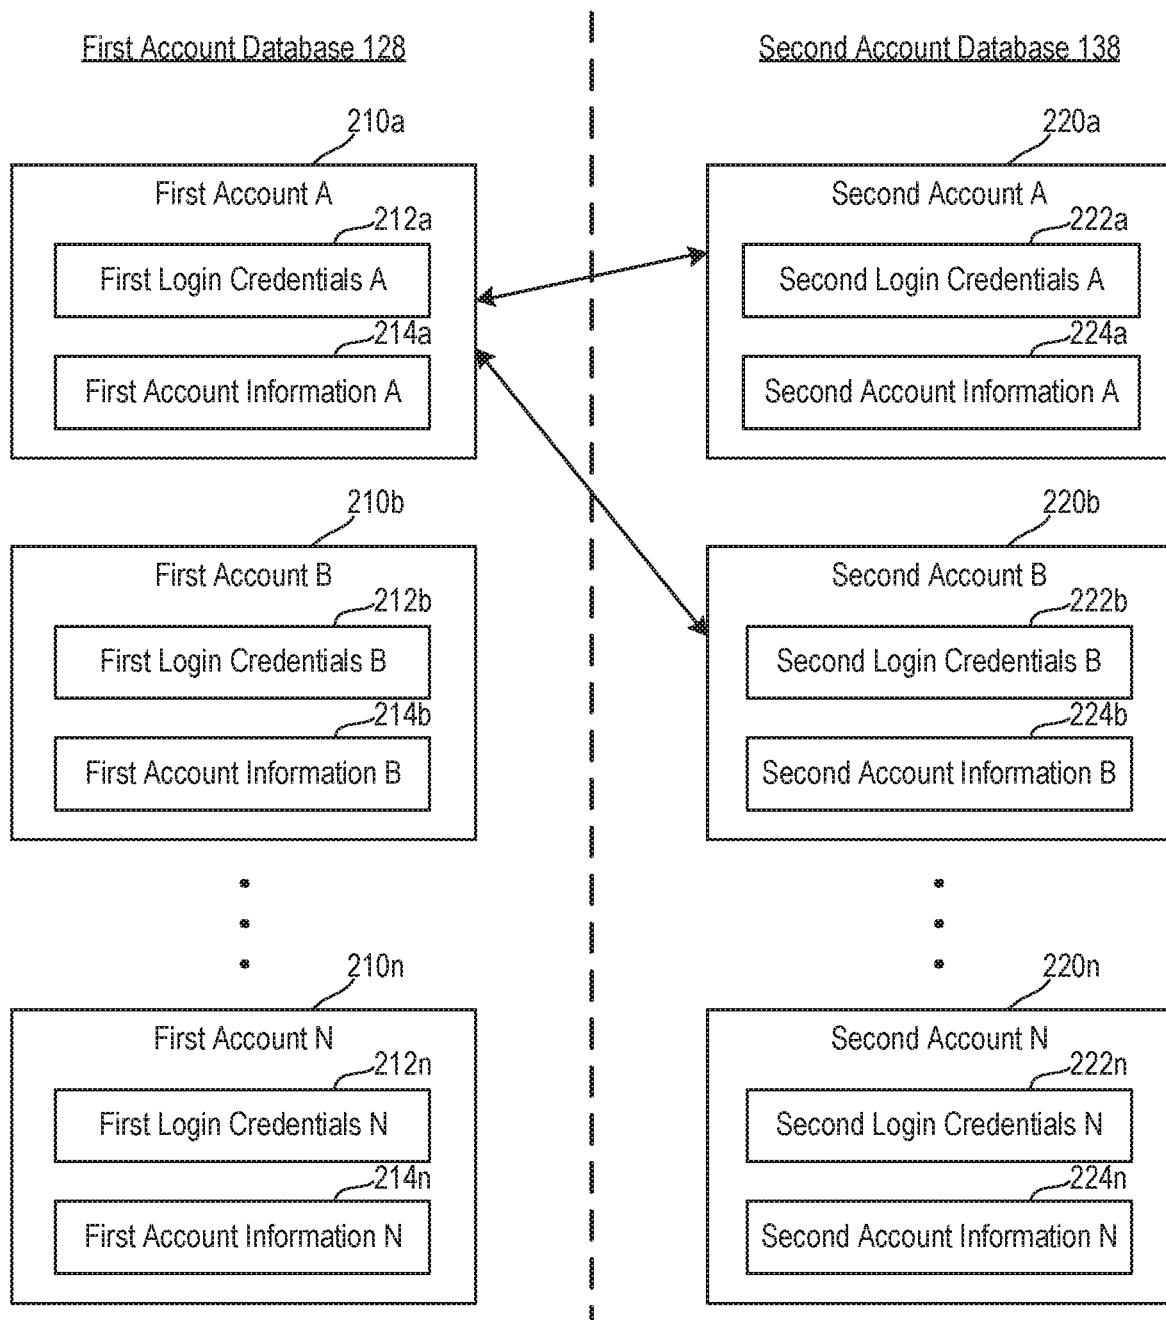 First Account Database 128
Second Account Database 138
210a
First Account A
212a
First Login Credentials A
214a
First Account Information A
220a
Second Account A
222a
Second Login Credentials A
224a
Second Account Information A
210b
First Account B
212b
First Login Credentials B
214b
First Account Information B
220b
Second Account B
222b
Second Login Credentials B
224b
Second Account Information B
210n
First Account N
212n
First Login Credentials N
214n
First Account Information N
220n
Second Account N
222n
Second Login Credentials N
224n
Second Account Information N